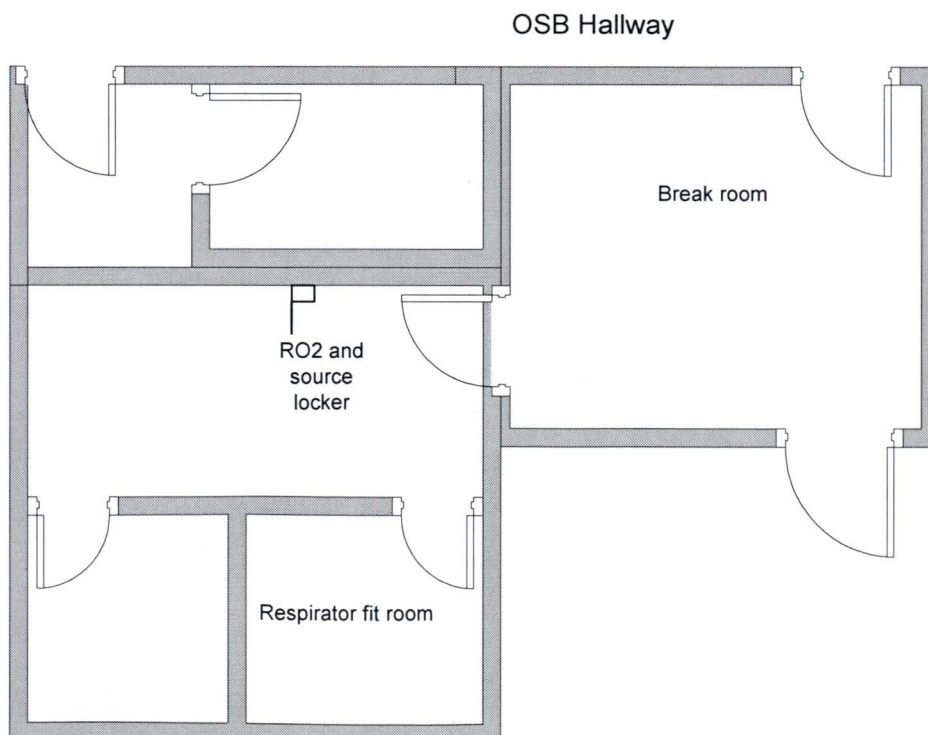 OSB Hallway
Break room
RO2 and
source
locker
Respirator fit room